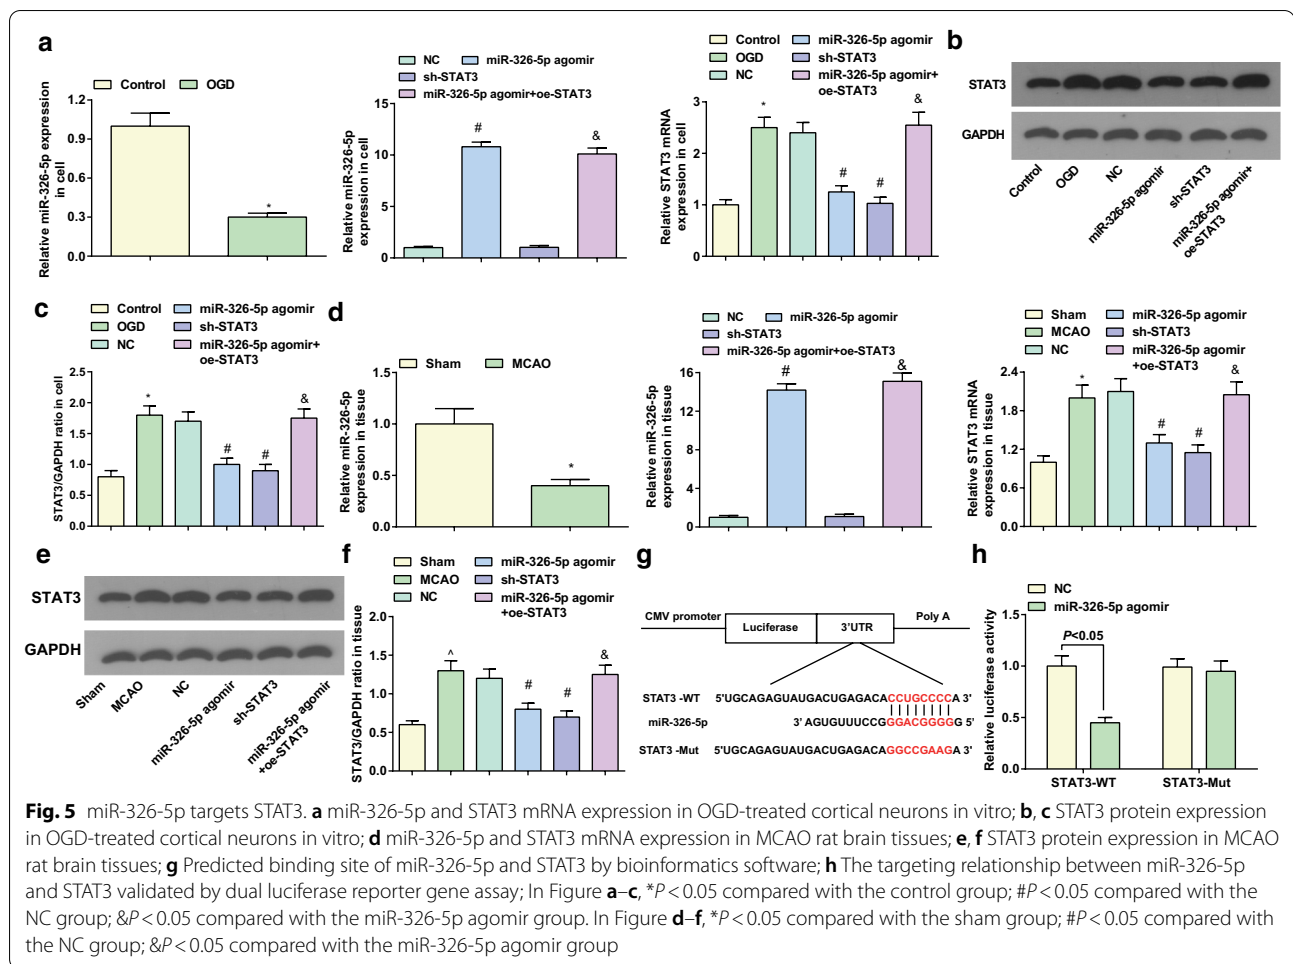 a
Control OGD
Relative miR-326-5p expression
in cell
1.2
0.9
0.6
0.3
0.0
*
NC miR-326-5p agomir
sh-STAT3
miR-326-5p agomir+oe-STAT3
Relative miR-326-5p
expression in cell
15
10
5
0
#
&
Control miR-326-5p agomir
OGD sh-STAT3
NC miR-326-5p agomir+
oe-STAT3
Relative STAT3 mRNA
expression in cell
3
2
1
0
*
#
#
&
b
STAT3
GAPDH
Control
OGD
NC
miR-326-5p agomir
sh-STAT3
miR-326-5p agomir+
oe-STAT3
c
Control miR-326-5p agomir
OGD sh-STAT3
NC miR-326-5p agomir+
oe-STAT3
STAT3/GAPDH ratio in cell
2.5
2.0
1.5
1.0
0.5
0.0
*
#
#
&
d
Sham MCAO
Relative miR-326-5p
expression in tissue
1.5
1.0
0.5
0.0
*
NC miR-326-5p agomir
sh-STAT3
miR-326-5p agomir+oe-STAT3
Relative miR-326-5p
expression in tissue
16
12
8
4
0
#
&
Sham miR-326-5p agomir
MCAO sh-STAT3
NC miR-326-5p agomir
+oe-STAT3
Relative STAT3 mRNA
expression in tissue
2.4
1.8
1.2
0.6
0.0
*
#
#
&
e
STAT3
GAPDH
Sham
MCAO
NC
miR-326-5p agomir
sh-STAT3
miR-326-5p agomir
+oe-STAT3
f
Sham miR-326-5p agomir
MCAO sh-STAT3
NC miR-326-5p agomir
+oe-STAT3
STAT3/GAPDH ratio in tissue
2.0
1.5
1.0
0.5
0.0
^
#
#
&
g
CMV promoter Luciferase 3'UTR Poly A
STAT3 -WT 5'UGCAGAGUAUGACUGAGACACCUGCCCCA 3'
miR-326-5p 3' AGUGUUUCCGGGACGGGGG 5'
STAT3 -Mut 5'UGCAGAGUAUGACUGAGACAGGCCGAAGA 3'
h
NC
miR-326-5p agomir
Relative luciferase activity
1.5
1.0
0.5
0.0
P<0.05
STAT3-WT STAT3-Mut
Fig. 5 miR-326-5p targets STAT3. a miR-326-5p and STAT3 mRNA expression in OGD-treated cortical neurons in vitro; b, c STAT3 protein expression
in OGD-treated cortical neurons in vitro; d miR-326-5p and STAT3 mRNA expression in MCAO rat brain tissues; e, f STAT3 protein expression in MCAO
rat brain tissues; g Predicted binding site of miR-326-5p and STAT3 by bioinformatics software; h The targeting relationship between miR-326-5p
and STAT3 validated by dual luciferase reporter gene assay; In Figure a–c, *P < 0.05 compared with the control group; #P < 0.05 compared with the
NC group; &P < 0.05 compared with the miR-326-5p agomir group. In Figure d–f, *P < 0.05 compared with the sham group; #P < 0.05 compared with
the NC group; &P < 0.05 compared with the miR-326-5p agomir group